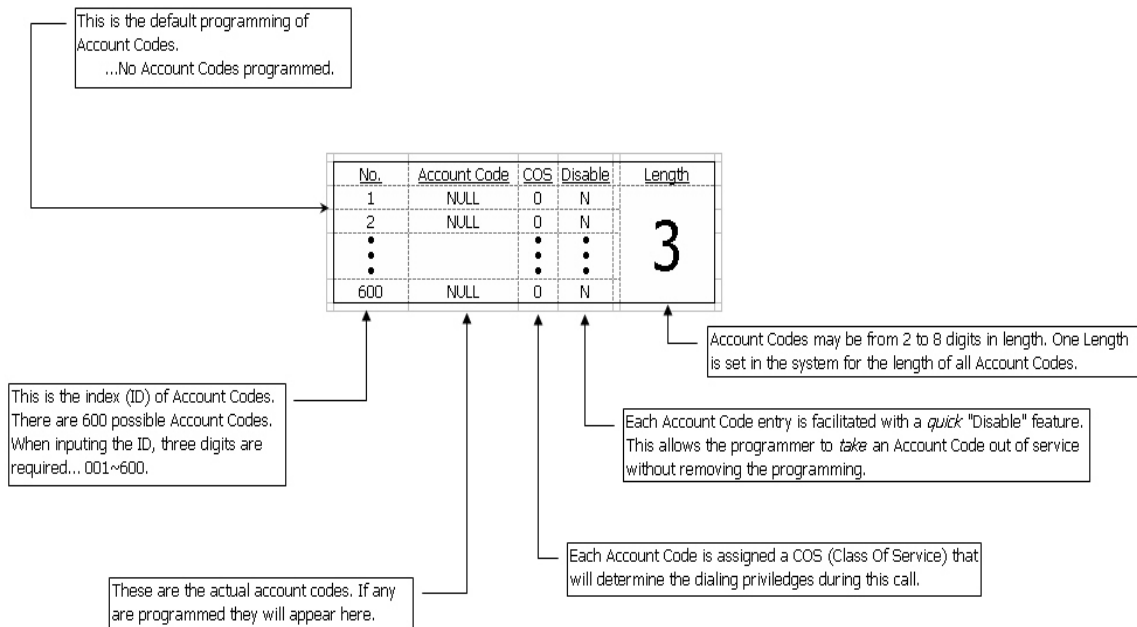 This is the default programming of
Account Codes.
...No Account Codes programmed.
No. Account Code COS Disable Length
1 NULL 0 N
2 NULL 0 N
3
600 NULL 0 N
Account Codes may be from 2 to 8 digits in length. One Length
is set in the system for the length of all Account Codes.
This is the index (ID) of Account Codes.
There are 600 possible Account Codes.
When inputing the ID, three digits are
required... 001~600.
Each Account Code entry is facilitated with a quick "Disable" feature.
This allows the programmer to take an Account Code out of service
without removing the programming.
Each Account Code is assigned a COS (Class Of Service) that
will determine the dialing priviledges during this call.
These are the actual account codes. If any
are programmed they will appear here.